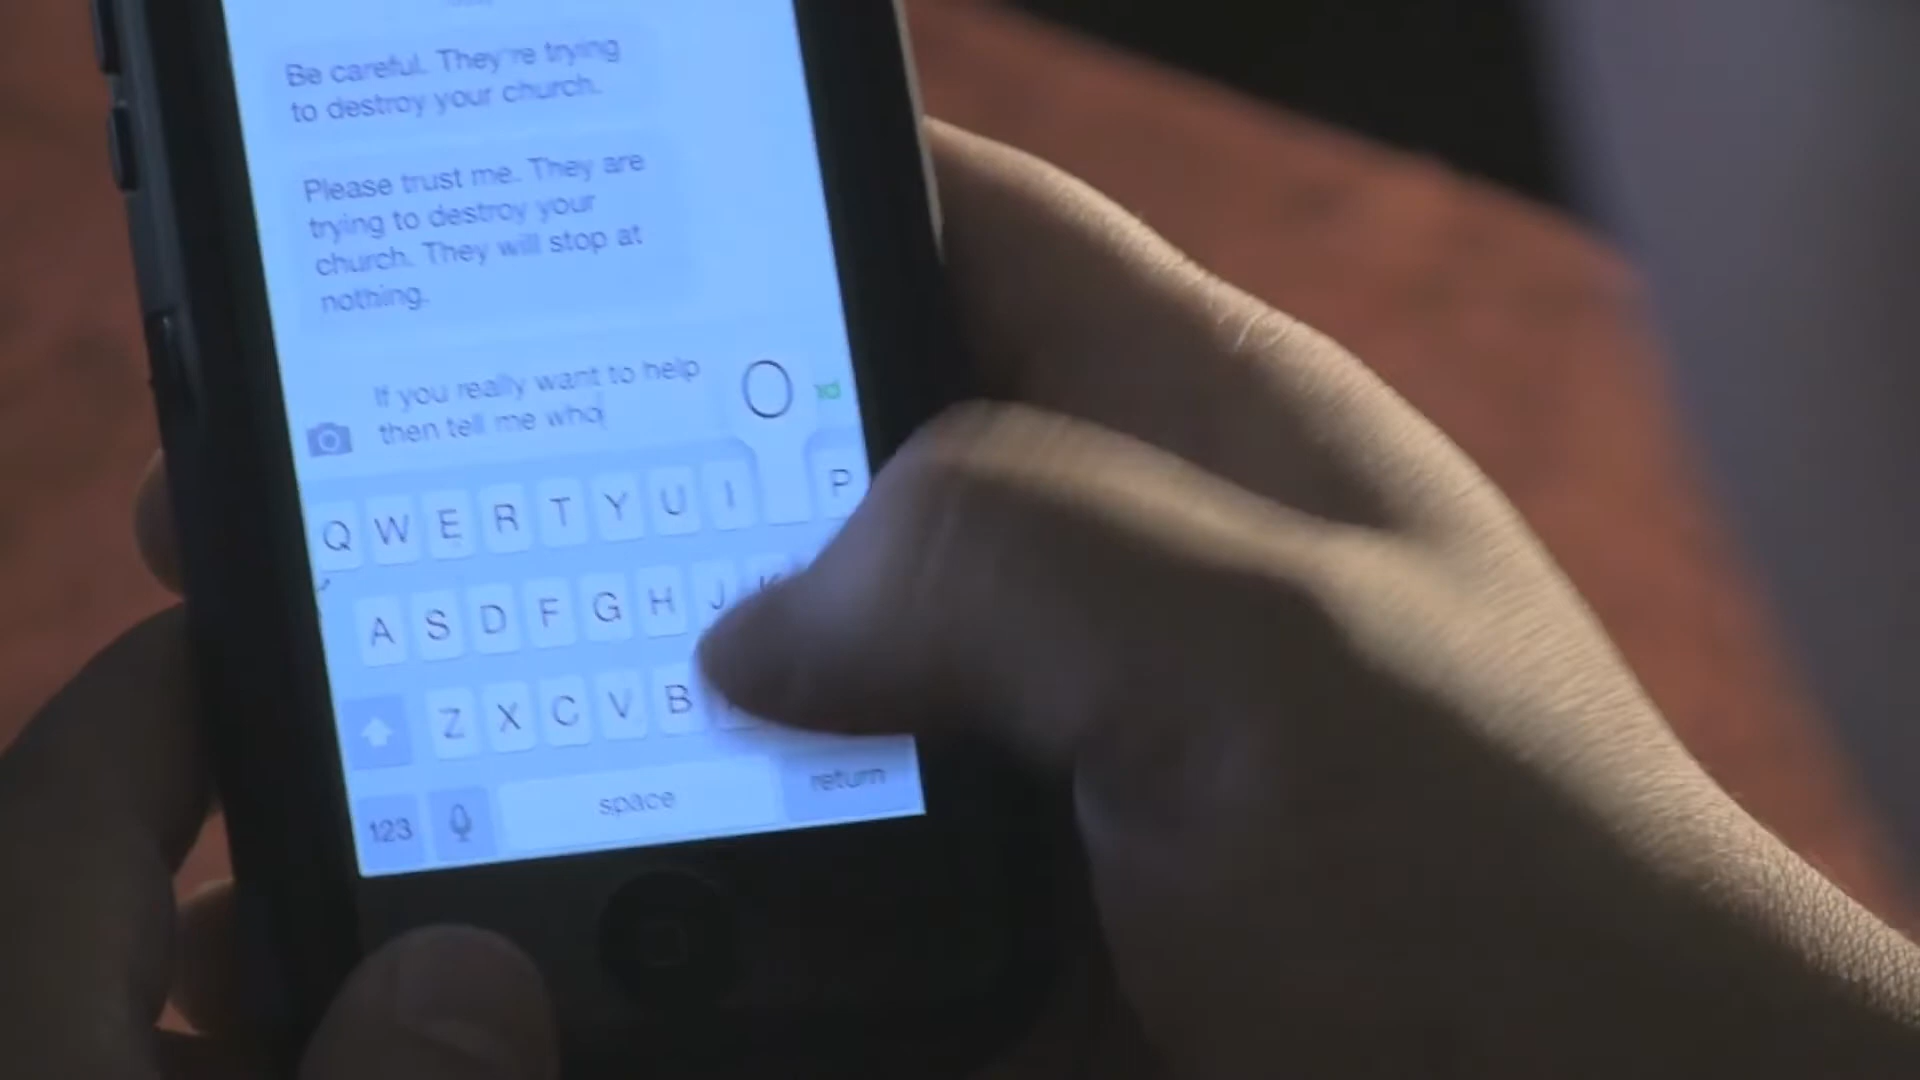 Be careful. They're trying
to destroy your church.
Please trust me. They are
trying to destroy your
church. They will stop at
nothing.
If you really want to help
then tell me who
O
Q W E R T Y U I P
A S D F G H J K
Z X C V B
123 space return